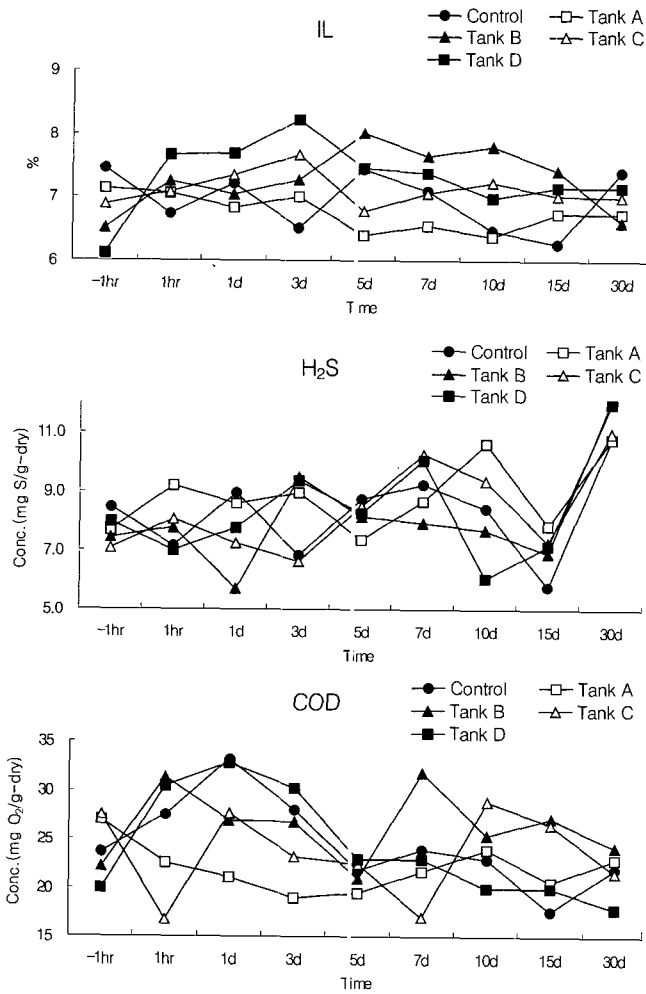 IL
Control Tank A
Tank B Tank C
Tank D
9
8
%
7
6
-1hr 1hr 1d 3d 5d 7d 10d 15d 30d
Time
H₂S
Control Tank A
Tank B Tank C
Tank D
Conc.(mg S/g-dry)
11.0
9.0
7.0
5.0
-1hr 1hr 1d 3d 5d 7d 10d 15d 30d
Time
COD
Control Tank A
Tank B Tank C
Tank D
Conc.(mg O₂/g-dry)
35
30
25
20
15
-1hr 1hr 1d 3d 5d 7d 10d 15d 30d
Time